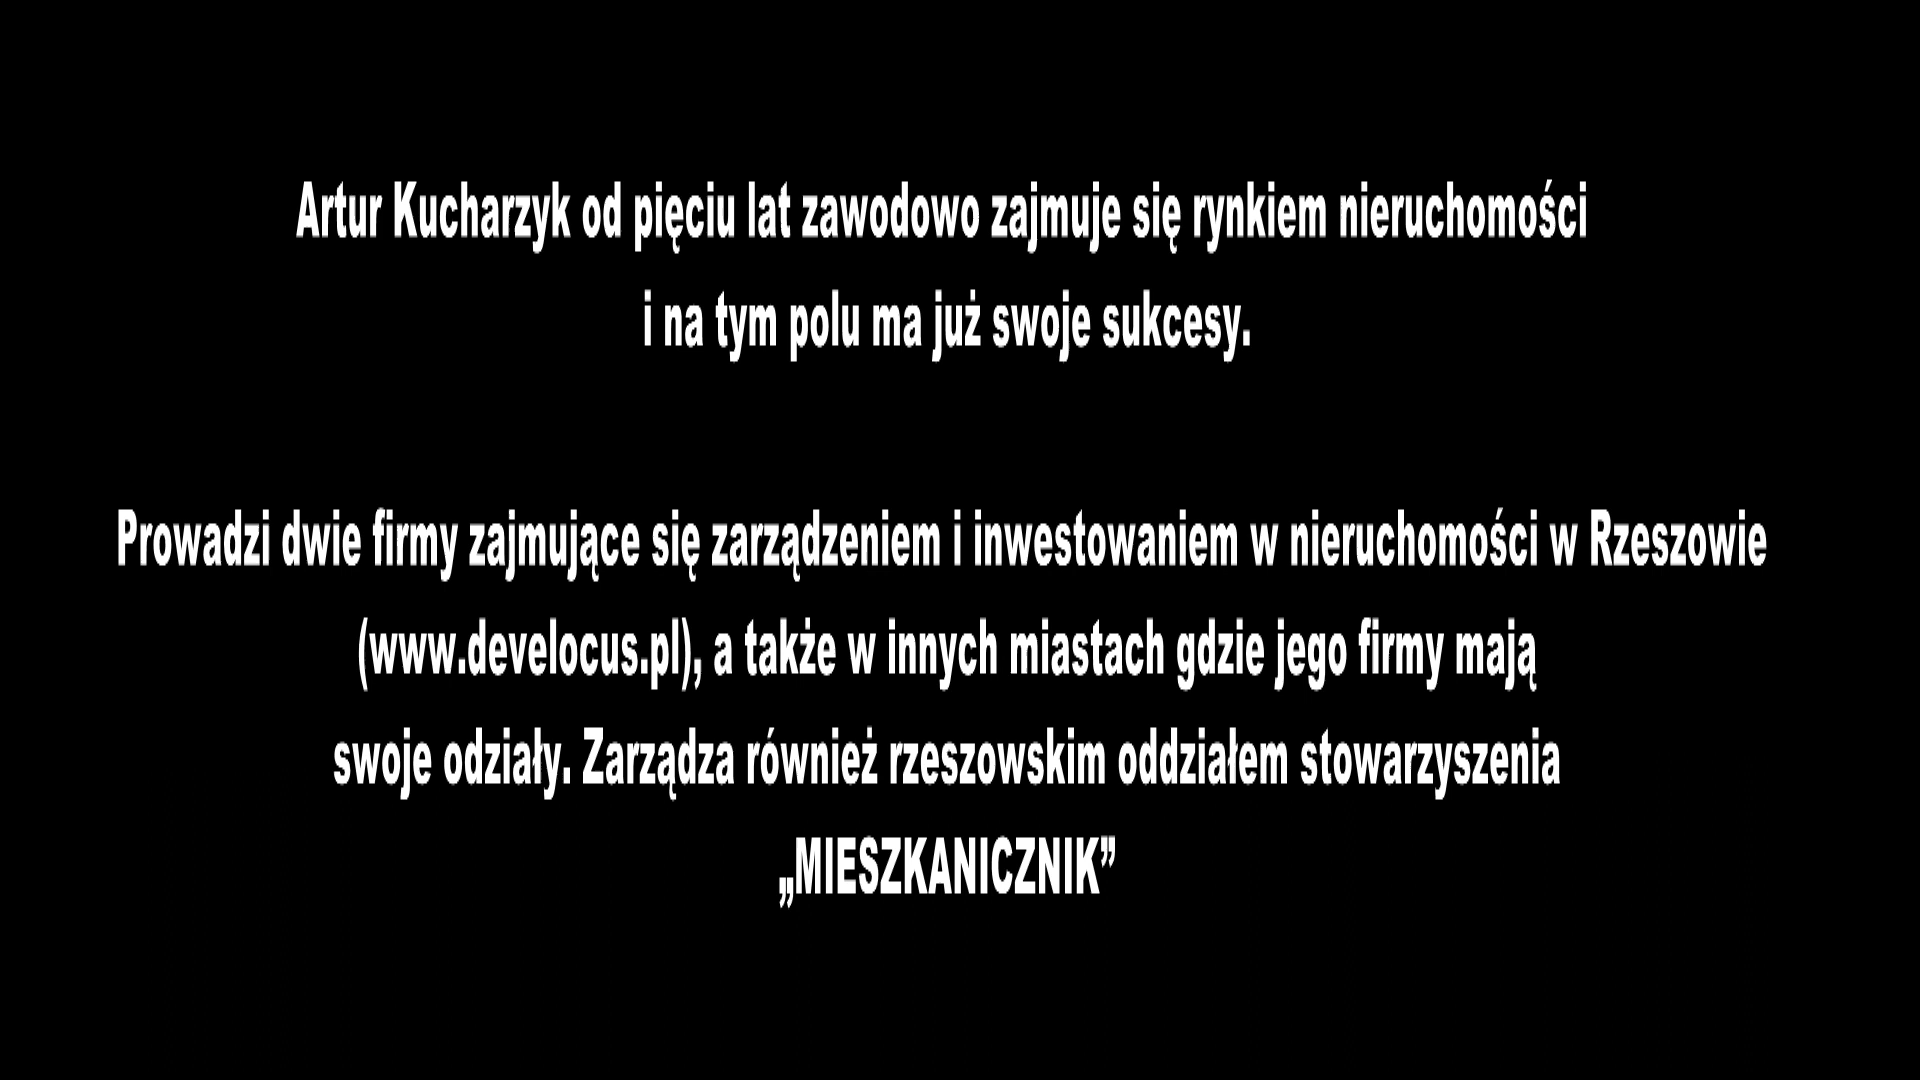 Artur Kucharzyk od pięciu lat zawodowo zajmuje się rynkiem nieruchomości
i na tym polu ma już swoje sukcesy.
Prowadzi dwie firmy zajmujące się zarządzeniem i inwestowaniem w nieruchomości w Rzeszowie
(www.develocus.pl), a także w innych miastach gdzie jego firmy mają
swoje odziały. Zarządza również rzeszowskim oddziałem stowarzyszenia
„MIESZKANICZNIK”